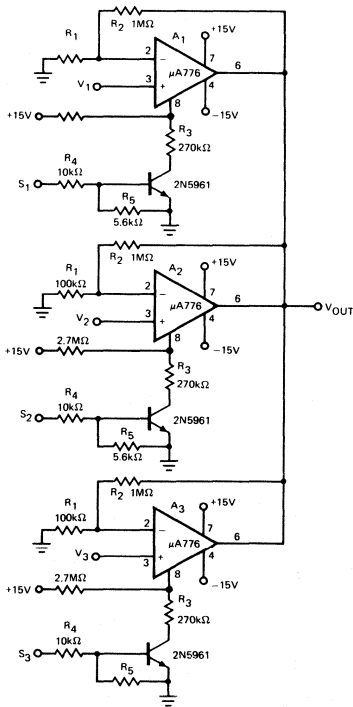 R1
R2 1MΩ
A1
+15V
2
−
μA776
7
6
V1
3
+
4
8
−15V
+15V
R3
270kΩ
R4
10kΩ
S1
2N5961
R5
5.6kΩ
R1
100kΩ
R2 1MΩ
A2
+15V
2
−
μA776
7
6
VOUT
V2
3
+
4
8
−15V
2.7MΩ
+15V
R3
270kΩ
R4
10kΩ
S2
2N5961
R5
5.6kΩ
R1
100kΩ
R2 1MΩ
A3
+15V
2
−
μA776
7
6
V3
3
+
4
8
−15V
2.7MΩ
+15V
R3
270kΩ
R4
10kΩ
S3
2N5961
R5